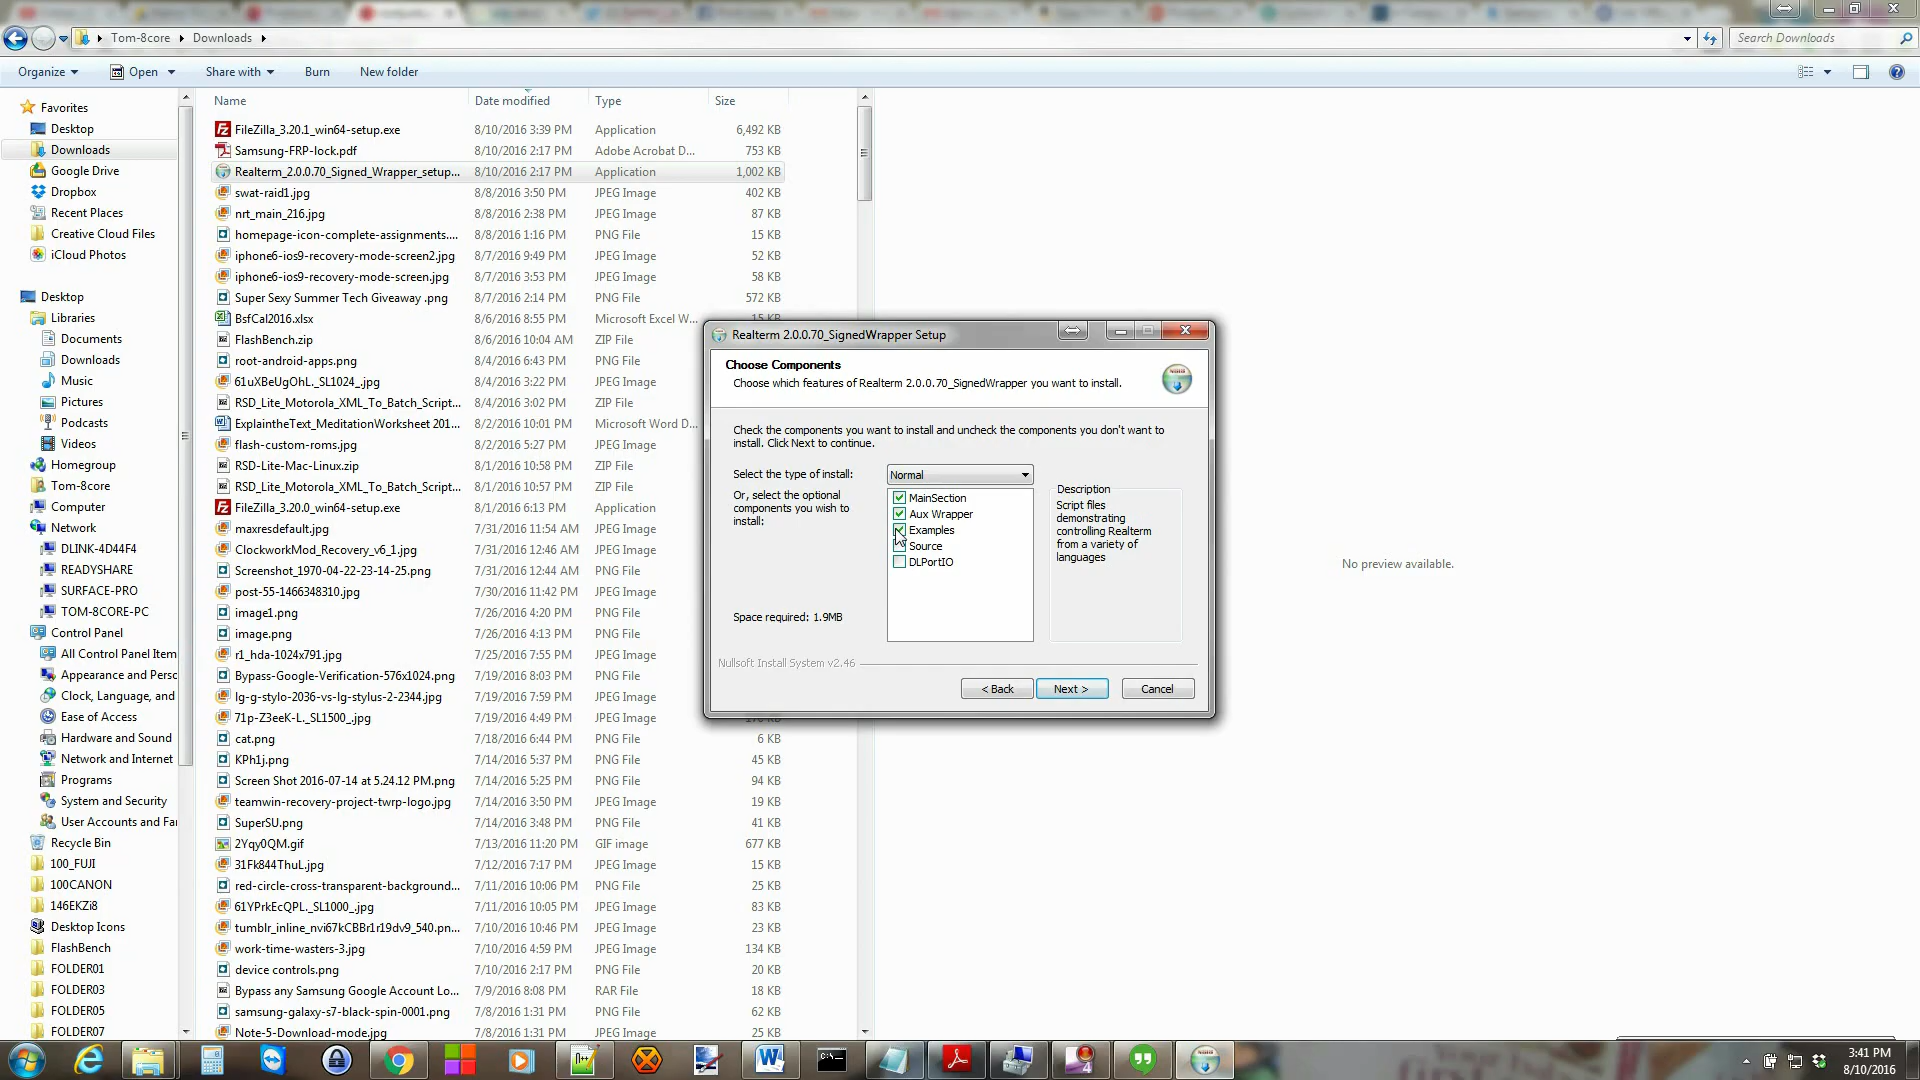 Tom-8core
Downloads
Search Downloads
Organize
Open
Share with
Burn
New folder
Favorites
Desktop
Downloads
Google Drive
Dropbox
Recent Places
Creative Cloud Files
iCloud Photos
Desktop
Libraries
Documents
Downloads
Music
Pictures
Podcasts
Videos
Homegroup
Tom-8core
Computer
Network
DLINK-4D44F4
READYSHARE
SURFACE-PRO
TOM-8CORE-PC
Control Panel
All Control Panel Item
Appearance and Perso
Clock, Language, and
Ease of Access
Hardware and Sound
Network and Internet
Programs
System and Security
User Accounts and Fa
Recycle Bin
100_FUJI
100CANON
146EKZi8
Desktop Icons
FlashBench
FOLDER01
FOLDER03
FOLDER05
FOLDER07
Name Date modified Type Size
FileZilla_3.20.1_win64-setup.exe 8/10/2016 3:39 PM Application 6,492 KB
Samsung-FRP-lock.pdf 8/10/2016 2:17 PM Adobe Acrobat D... 753 KB
Realterm_2.0.0.70_Signed_Wrapper_setup... 8/10/2016 2:17 PM Application 1,002 KB
swat-raid1.jpg 8/8/2016 3:50 PM JPEG Image 402 KB
nrt_main_216.jpg 8/8/2016 2:38 PM JPEG Image 87 KB
homepage-icon-complete-assignments.... 8/8/2016 1:16 PM PNG File 15 KB
iphone6-ios9-recovery-mode-screen2.jpg 8/7/2016 9:49 PM JPEG Image 52 KB
iphone6-ios9-recovery-mode-screen.jpg 8/7/2016 3:53 PM JPEG Image 58 KB
Super Sexy Summer Tech Giveaway .png 8/7/2016 2:14 PM PNG File 572 KB
BsfCal2016.xlsx 8/6/2016 8:55 PM Microsoft Excel W... 15 KB
FlashBench.zip 8/6/2016 10:04 AM ZIP File
root-android-apps.png 8/4/2016 6:43 PM PNG File
61uXBeUgOhL._SL1024_.jpg 8/4/2016 3:22 PM JPEG Image
RSD_Lite_Motorola_XML_To_Batch_Script... 8/4/2016 3:02 PM ZIP File
ExplaintheText_MeditationWorksheet 201... 8/2/2016 10:01 PM Microsoft Word D...
flash-custom-roms.jpg 8/2/2016 5:27 PM JPEG Image
RSD-Lite-Mac-Linux.zip 8/1/2016 10:58 PM ZIP File
RSD_Lite_Motorola_XML_To_Batch_Script... 8/1/2016 10:58 PM ZIP File
FileZilla_3.20.0_win64-setup.exe 8/1/2016 6:13 PM Application
maxresdefault.jpg 7/31/2016 11:54 AM JPEG Image
ClockworkMod_Recovery_v6_1.jpg 7/31/2016 12:46 AM JPEG Image
Screenshot_1970-04-22-23-14-25.png 7/31/2016 12:44 AM PNG File
post-55-1466348310.jpg 7/30/2016 11:42 PM JPEG Image
image1.png 7/26/2016 4:20 PM PNG File
image.png 7/26/2016 4:13 PM PNG File
r1_hda-1024x791.jpg 7/25/2016 7:55 PM JPEG Image
Bypass-Google-Verification-576x1024.png 7/19/2016 8:03 PM PNG File
lg-g-stylo-2036-vs-lg-stylus-2-2344.jpg 7/19/2016 7:59 PM JPEG Image
71p-Z3eeK-L._SL1500_.jpg 7/19/2016 4:49 PM JPEG Image
cat.png 7/18/2016 6:44 PM PNG File 6 KB
KPh1j.png 7/14/2016 5:37 PM PNG File 45 KB
Screen Shot 2016-07-14 at 5.24.12 PM.png 7/14/2016 5:25 PM PNG File 94 KB
teamwin-recovery-project-twrp-logo.jpg 7/14/2016 3:50 PM JPEG Image 19 KB
SuperSU.png 7/14/2016 3:48 PM PNG File 41 KB
2Yqy0QM.gif 7/13/2016 11:20 PM GIF image 677 KB
31Fk844ThuL.jpg 7/12/2016 7:17 PM JPEG Image 15 KB
red-circle-cross-transparent-background... 7/11/2016 10:06 PM PNG File 25 KB
61YPrkEcQPL._SL1000_.jpg 7/11/2016 10:05 PM JPEG Image 83 KB
tumblr_inline_nvi67kCBBr1r19dv9_540.pn... 7/10/2016 10:46 PM PNG File 23 KB
work-time-wasters-3.jpg 7/10/2016 4:59 PM JPEG Image 134 KB
device controls.png 7/10/2016 2:17 PM PNG File 20 KB
Bypass any Samsung Google Account Lo... 7/9/2016 8:08 PM RAR File 18 KB
samsung-galaxy-s7-black-spin-0001.png 7/8/2016 1:31 PM PNG File 62 KB
Note-5-Download-mode.jpg 7/8/2016 1:31 PM JPEG Image 25 KB
Realterm 2.0.0.70_SignedWrapper Setup
Choose Components
Choose which features of Realterm 2.0.0.70_SignedWrapper you want to install.
Check the components you want to install and uncheck the components you don't want to
install. Click Next to continue.
Select the type of install:
Normal
Or, select the optional
components you wish to
install:
MainSection
Aux Wrapper
Examples
Source
DLPortIO
Description
Script files
demonstrating
controlling Realterm
from a variety of
languages
Space required: 1.9MB
Nullsoft Install System v2.46
< Back
Next >
Cancel
No preview available.
3:41 PM
8/10/2016